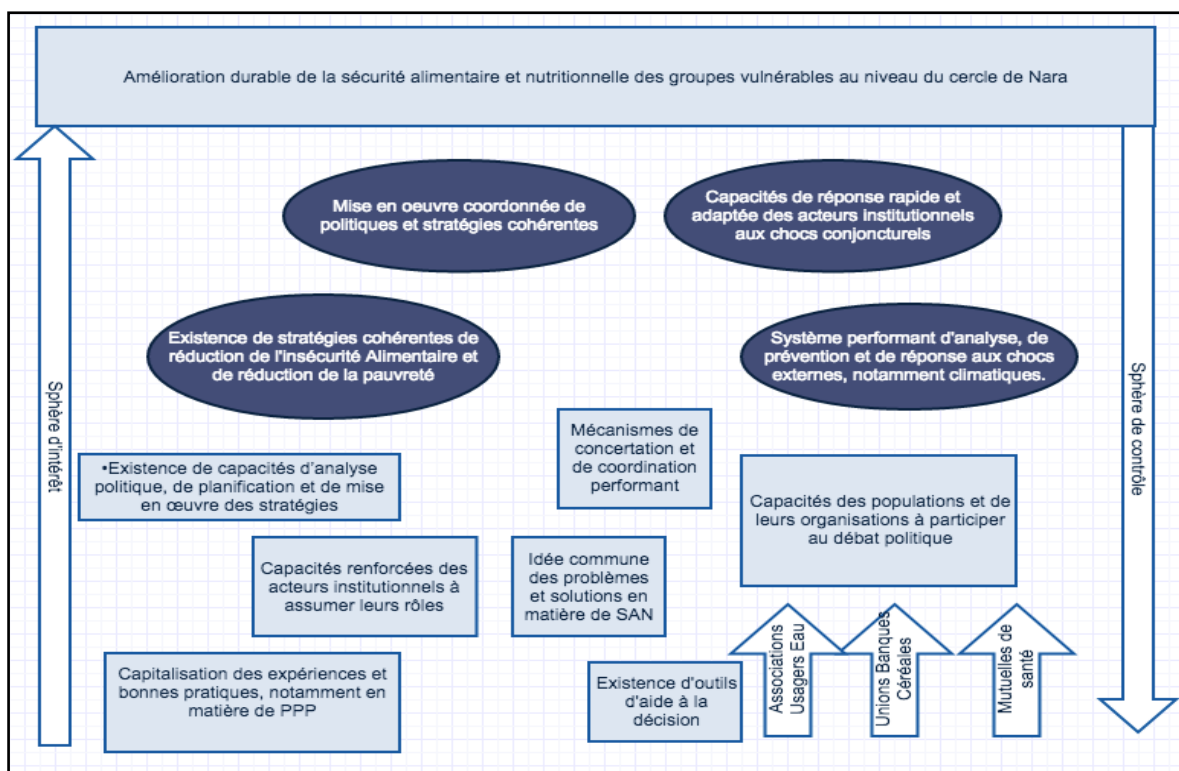 Amélioration durable de la sécurité alimentaire et nutritionnelle des groupes vulnérables au niveau du cercle de Nara
Mise en oeuvre coordonnée de
politiques et stratégies cohérentes
Capacités de réponse rapide et
adaptée des acteurs institutionnels
aux chocs conjoncturels
Existence de stratégies cohérentes de
réduction de l'insécurité Alimentaire et
de réduction de la pauvreté
Système performant d'analyse, de
prévention et de réponse aux chocs
externes, notamment climatiques.
Sphère d'intérêt
Sphère de contrôle
Mécanismes de
concertation et
de coordination
performant
•Existence de capacités d'analyse
politique, de planification et de mise
en œuvre des stratégies
Capacités des populations et de
leurs organisations à participer
au débat politique
Capacités renforcées des
acteurs institutionnels à
assumer leurs rôles
Idée commune
des problèmes
et solutions en
matière de SAN
Capitalisation des expériences et
bonnes pratiques, notamment en
matière de PPP
Existence d'outils
d'aide à la
décision
Associations
Usagers Eau
Unions Banques
Céréales
Mutuelles de
santé